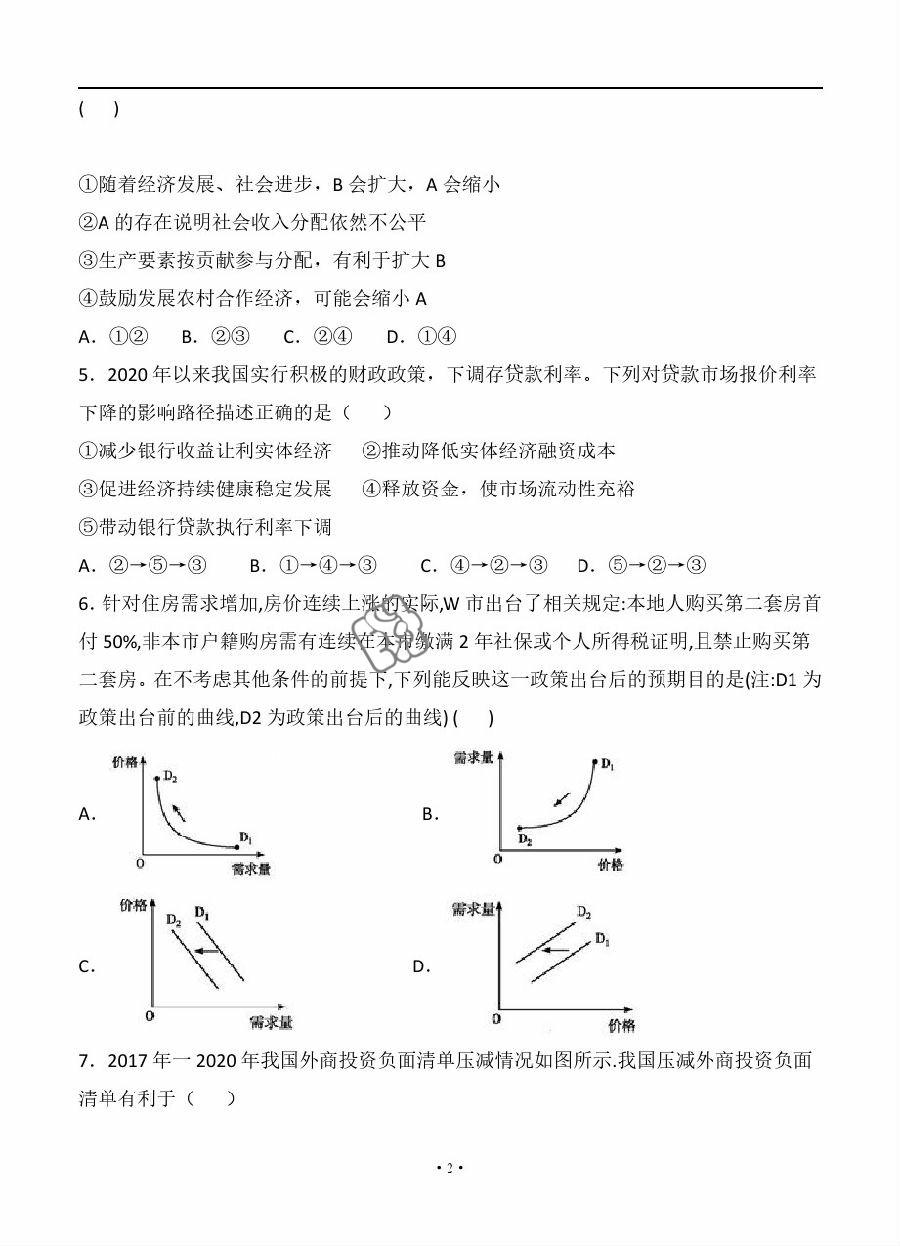 (      )
①随着经济发展、社会进步，B 会扩大，A 会缩小
②A 的存在说明社会收入分配依然不公平
③生产要素按贡献参与分配，有利于扩大 B
④鼓励发展农村合作经济，可能会缩小 A
A．①②      B．②③      C．②④      D．①④
5．2020 年以来我国实行积极的财政政策，下调存贷款利率。下列对贷款市场报价利率
下降的影响路径描述正确的是（      ）
①减少银行收益让利实体经济      ②推动降低实体经济融资成本
③促进经济持续健康稳定发展      ④释放资金，使市场流动性充裕
⑤带动银行贷款执行利率下调
A．②→⑤→③      B．①→④→③      C．④→②→③      D．⑤→②→③
6．针对住房需求增加,房价连续上涨的实际,W 市出台了相关规定:本地人购买第二套房首
付 50%,非本市户籍购房需有连续在本市缴满 2 年社保或个人所得税证明,且禁止购买第
二套房。在不考虑其他条件的前提下,下列能反映这一政策出台后的预期目的是(注:D1 为
政策出台前的曲线,D2 为政策出台后的曲线) (      )
A．
价格
D₂
D₁
O
需求量
B．
需求量
D₁
D₂
O
价格
C．
价格
D₂
D₁
O
需求量
D．
需求量
D₂
D₁
O
价格
7．2017 年一 2020 年我国外商投资负面清单压减情况如图所示.我国压减外商投资负面
清单有利于（      ）
· 2 ·